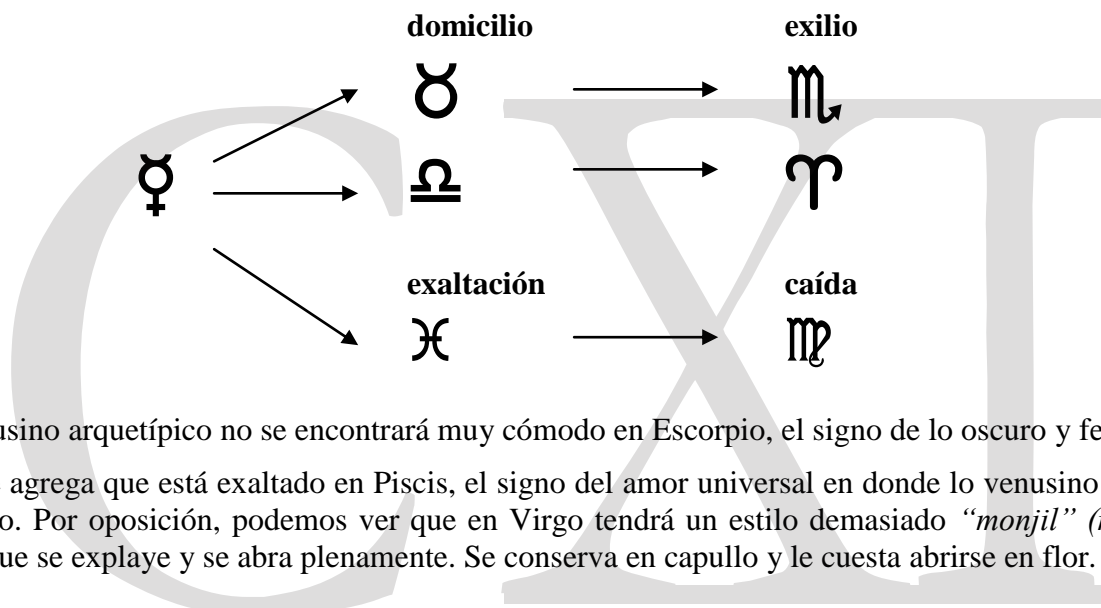 domicilio exilio
♉ ♏
☿ ♎ ♈
exaltación caída
♓ ♍
usino arquetípico no se encontrará muy cómodo en Escorpio, el signo de lo oscuro y fe
agrega que está exaltado en Piscis, el signo del amor universal en donde lo venusino
o. Por oposición, podemos ver que en Virgo tendrá un estilo demasiado “monjil”
ue se explaye y se abra plenamente. Se conserva en capullo y le cuesta abrirse en flor.